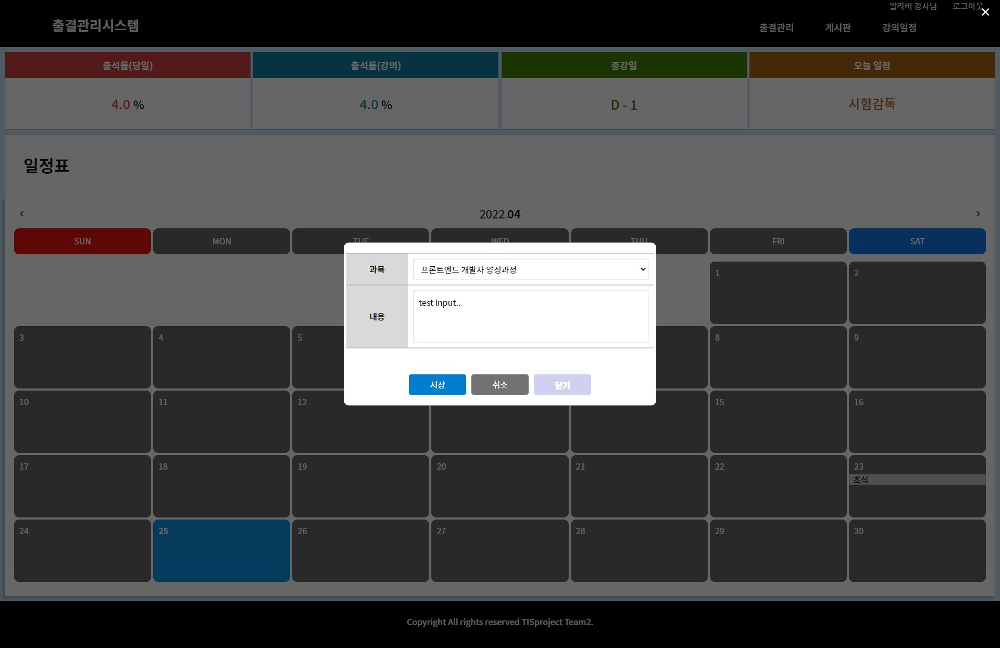 왈라비 강사님 로그아웃
출결관리시스템 출결관리 게시판 강의일정
출석률(당일) 출석률(강의) 종강일 오늘 일정
4.0 % 4.0 % D - 1 시험감독
일정표
2022.04
SUN MON TUE WED THU FRI SAT
과목 프론트엔드 개발자 양성과정
1 2
내용 test input..
3 4 5 8 9
저장 취소 닫기
10 11 12 15 16
17 18 19 20 21 22 23
초식
24 25 26 27 28 29 30
Copyright All rights reserved TISproject Team2.